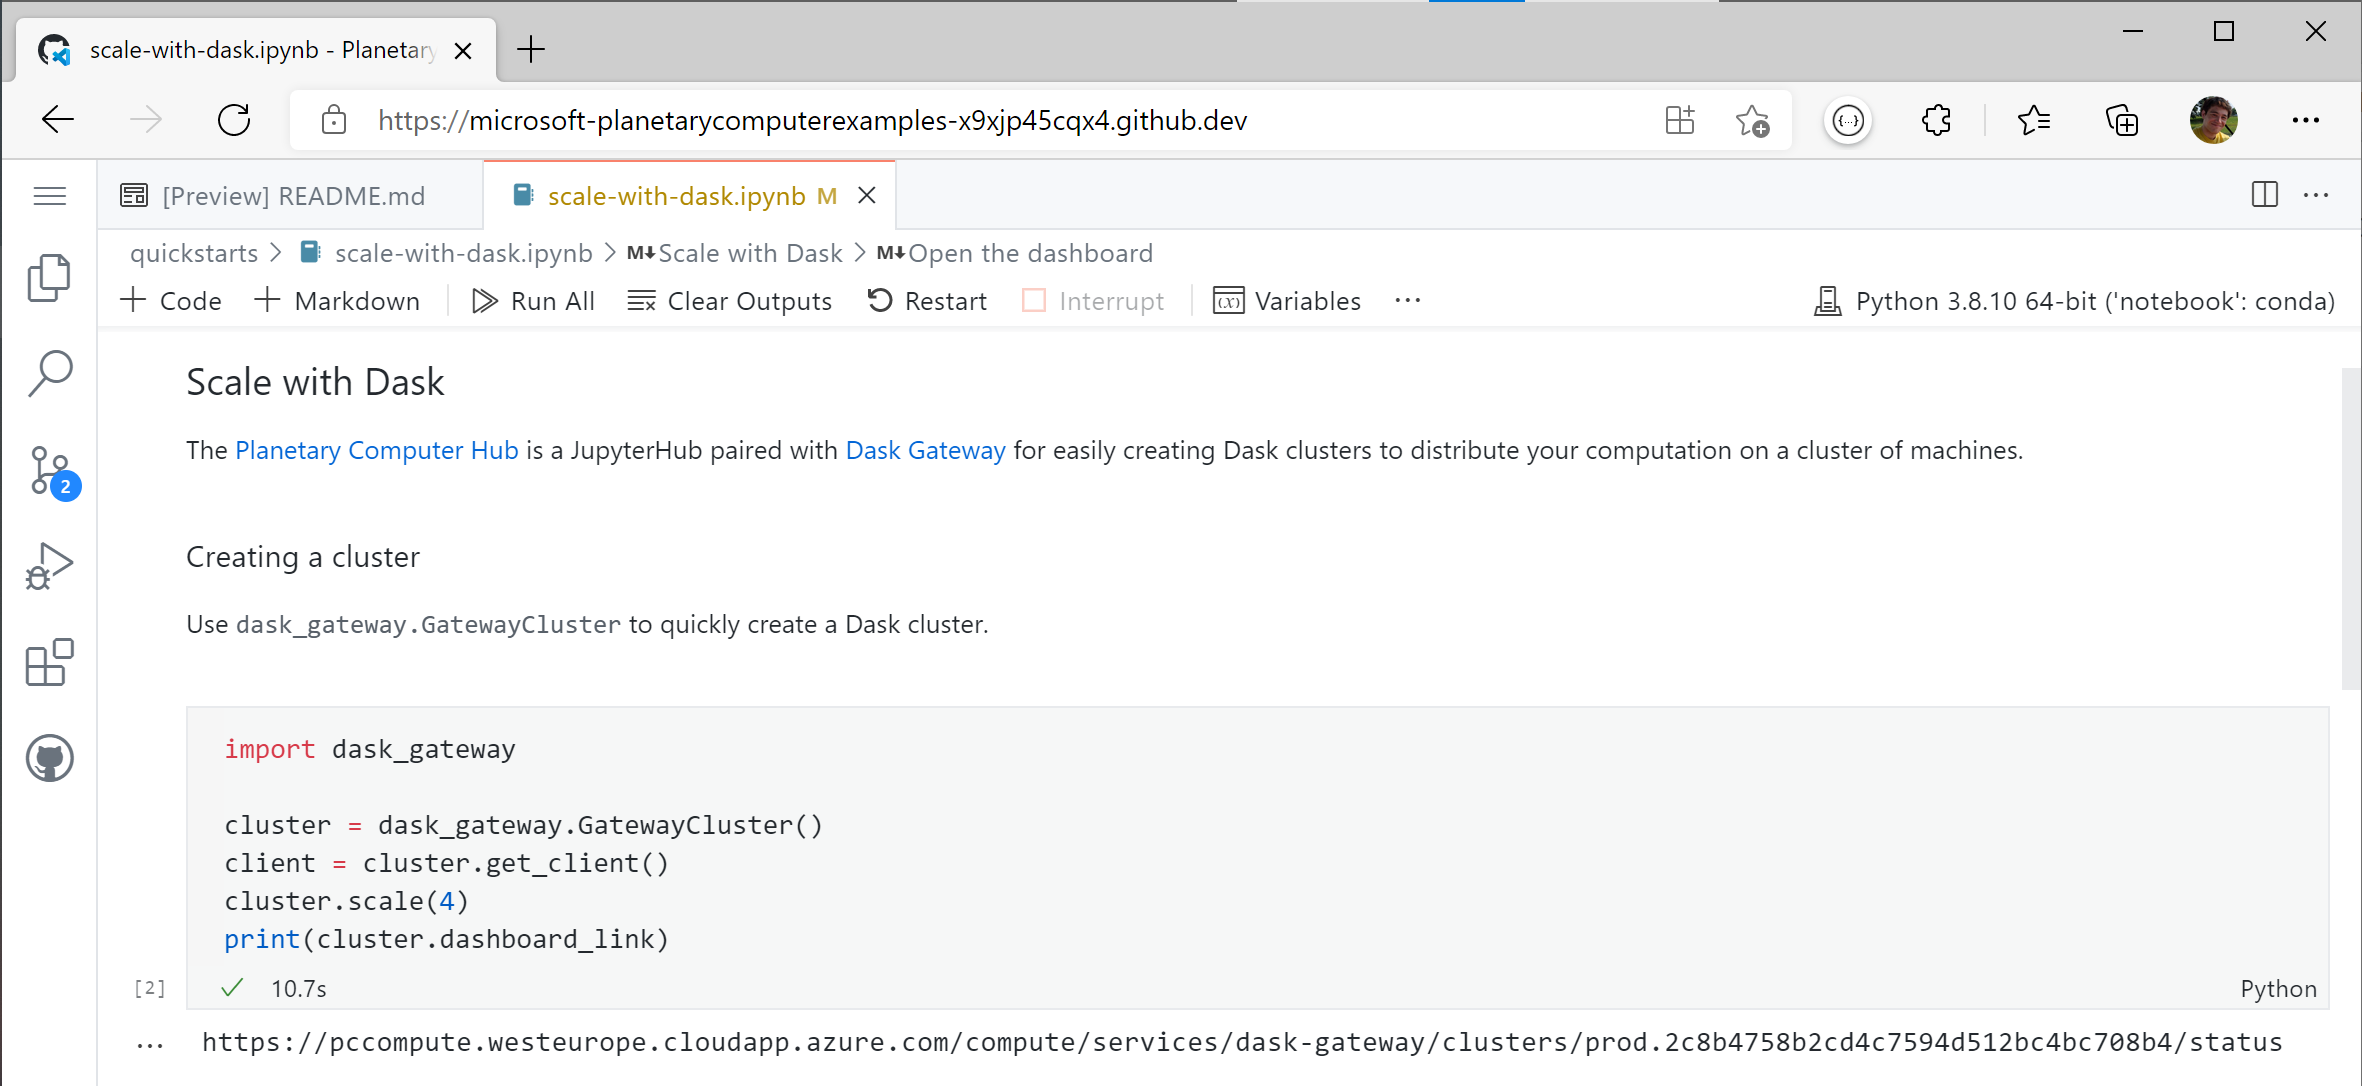 scale-with-dask.ipynb - Planetary
https://microsoft-planetarycomputerexamples-x9xjp45cqx4.github.dev
[Preview] README.md
scale-with-dask.ipynb M
quickstarts > scale-with-dask.ipynb > M↓Scale with Dask > M↓Open the dashboard
+ Code + Markdown Run All Clear Outputs Restart Interrupt (x) Variables ··· Python 3.8.10 64-bit ('notebook': conda)
Scale with Dask
The Planetary Computer Hub is a JupyterHub paired with Dask Gateway for easily creating Dask clusters to distribute your computation on a cluster of machines.
2
Creating a cluster
Use dask_gateway.GatewayCluster to quickly create a Dask cluster.
import dask_gateway
cluster = dask_gateway.GatewayCluster()
client = cluster.get_client()
cluster.scale(4)
print(cluster.dashboard_link)
[2] ✓ 10.7s Python
··· https://pccompute.westeurope.cloudapp.azure.com/compute/services/dask-gateway/clusters/prod.2c8b4758b2cd4c7594d512bc4bc708b4/status